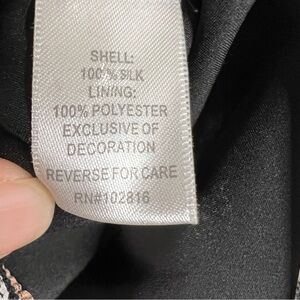 SHELL:
100% SILK
LINING:
100% POLYESTER
EXCLUSIVE OF
DECORATION
REVERSE FOR CARE
RN#102816